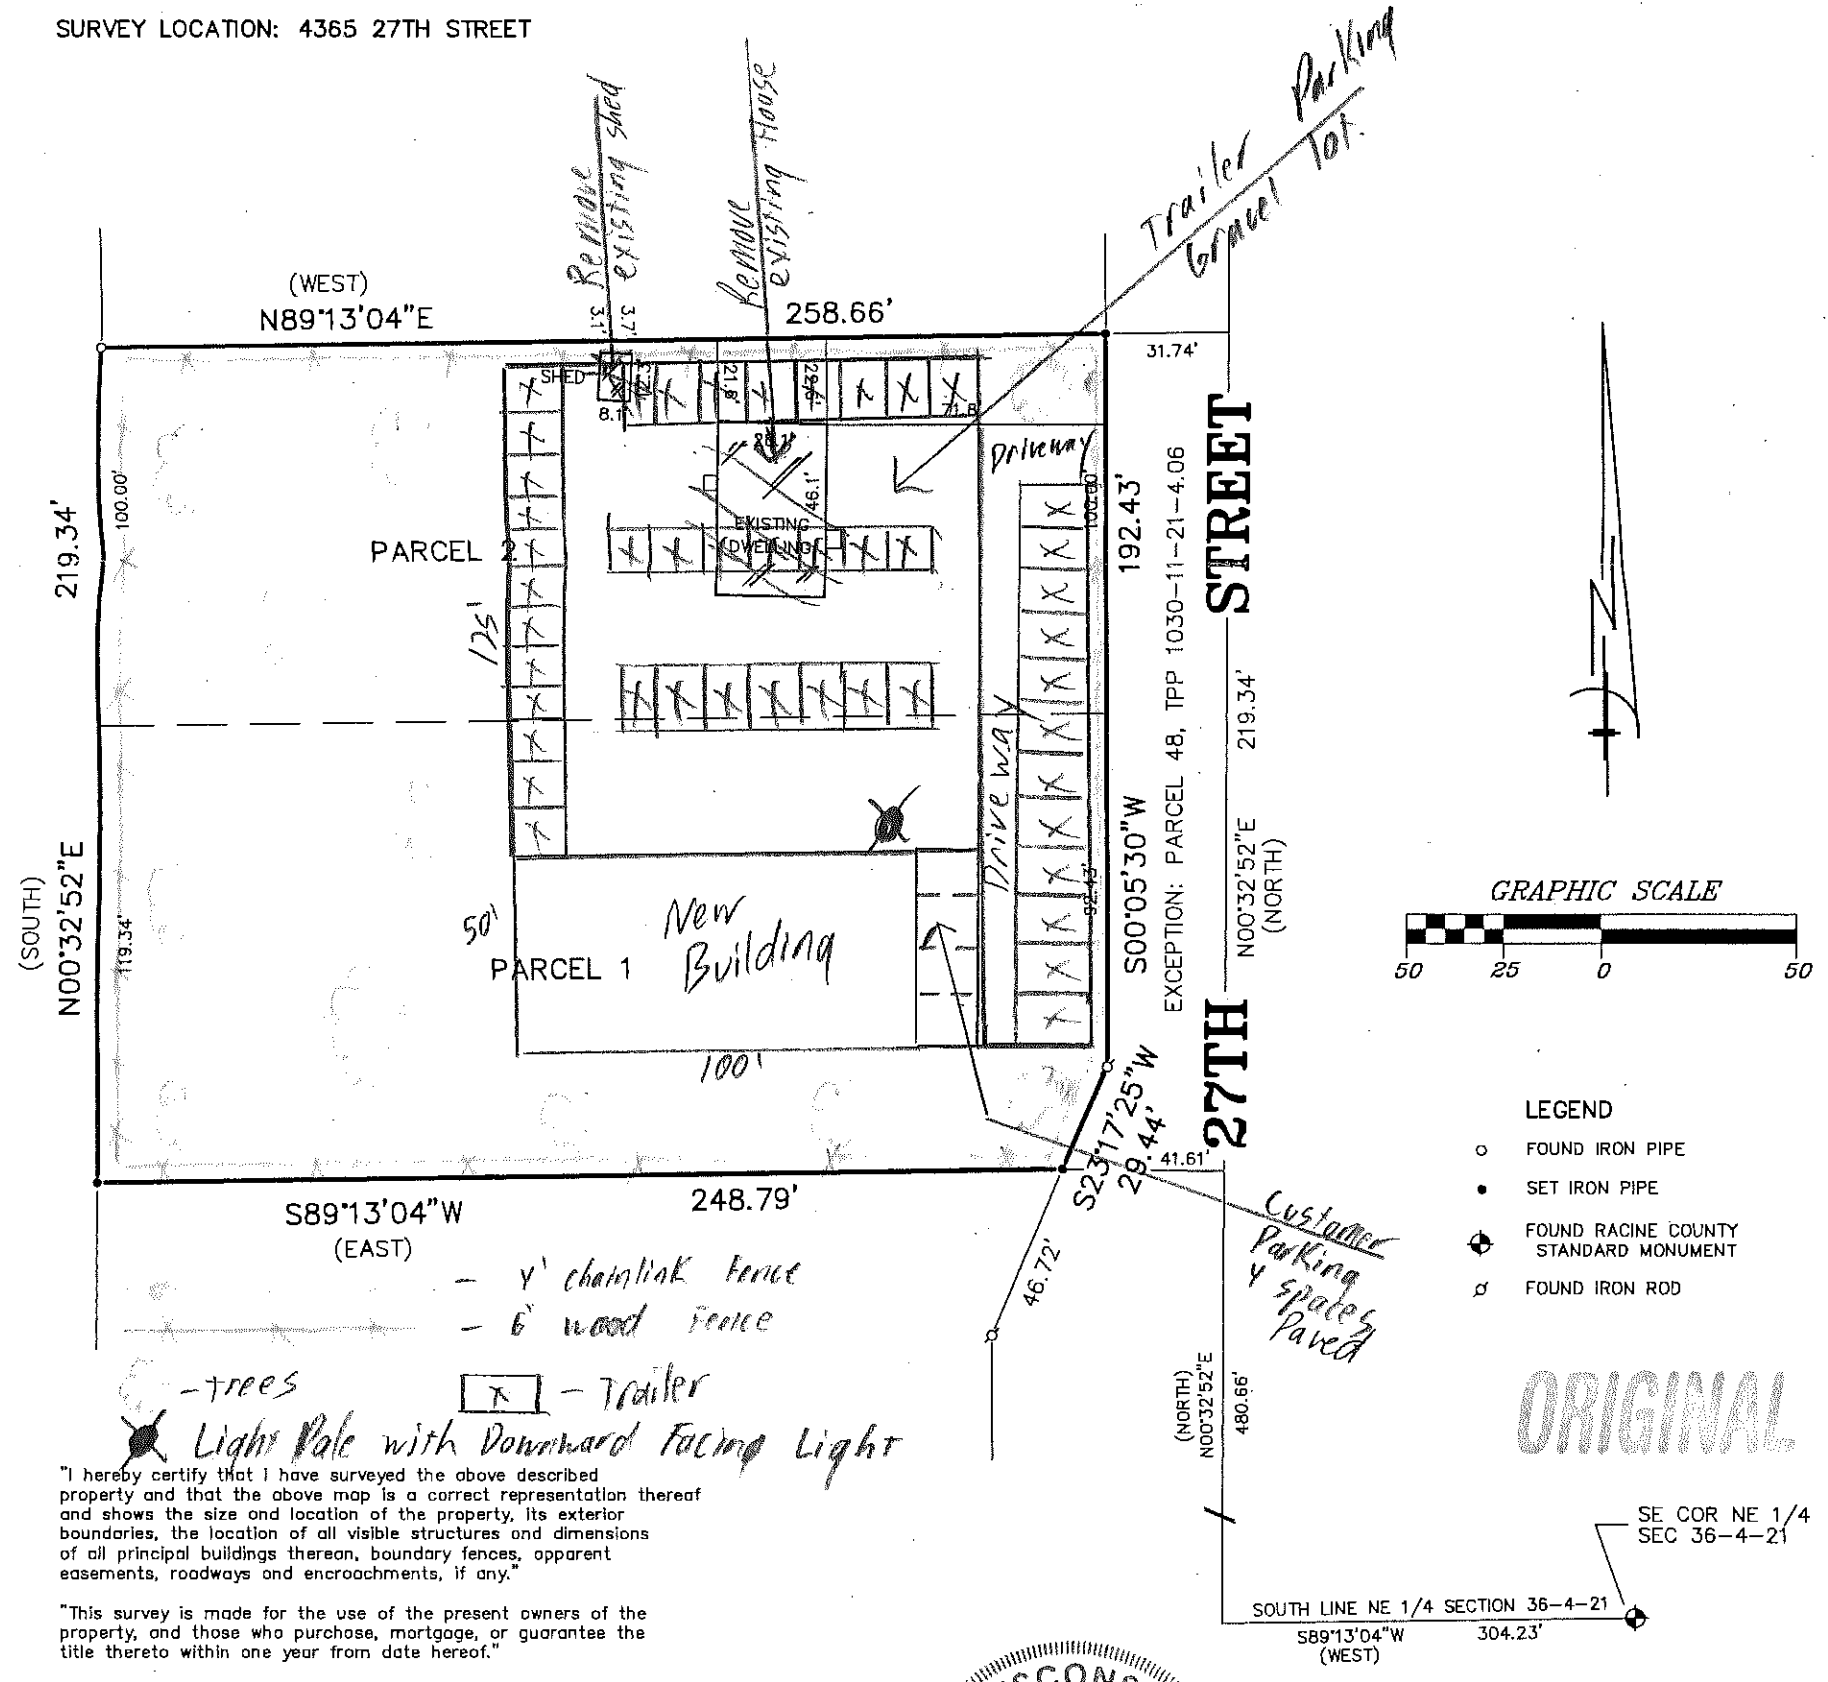 SURVEY LOCATION: 4365 27TH STREET
Remove
existing shed
Remove
existing House
Trailer Parking
Gravel lot.
(WEST)
N89°13'04"E
258.66'
31.74'
3.1'
3.7'
SHED
8.1'
21.8'
71.8
Driveway
46.1'
EXISTING
DWELLING
100.00'
100.00'
219.34'
PARCEL 2
125'
192.43'
EXCEPTION: PARCEL 48, TPP 1030-11-21-4.06
27TH STREET
219.34'
N00°32'52"E
(NORTH)
Driveway
92.43'
S00°05'30"W
(SOUTH)
N00°32'52"E
119.34'
50'
PARCEL 1
New
Building
100'
GRAPHIC SCALE
50 25 0 50
N
S23°17'25"W
29.44'
41.61'
248.79'
S89°13'04"W
(EAST)
46.72'
Customer
Parking
4 spaces
Paved
LEGEND
FOUND IRON PIPE
SET IRON PIPE
FOUND RACINE COUNTY
STANDARD MONUMENT
FOUND IRON ROD
- 4' chainlink Fence
- 6' wood Fence
- trees
X - Trailer
Light Pole with Downward Facing Light
(NORTH)
N00°32'52"E
480.66'
ORIGINAL
"I hereby certify that I have surveyed the above described
property and that the above map is a correct representation thereof
and shows the size and location of the property, its exterior
boundaries, the location of all visible structures and dimensions
of all principal buildings thereon, boundary fences, apparent
easements, roadways and encroachments, if any."
"This survey is made for the use of the present owners of the
property, and those who purchase, mortgage, or guarantee the
title thereto within one year from date hereof."
SE COR NE 1/4
SEC 36-4-21
SOUTH LINE NE 1/4 SECTION 36-4-21
S89°13'04"W 304.23'
(WEST)